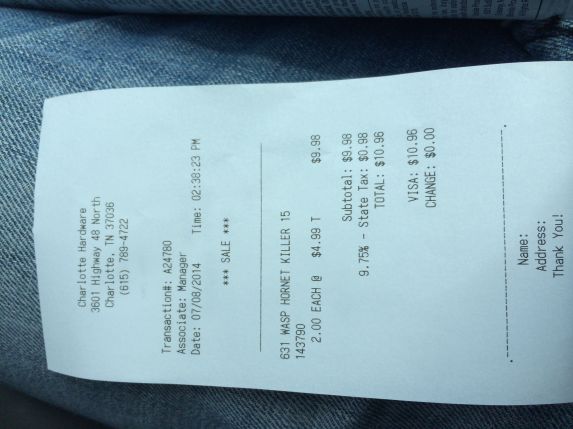 Charlotte Hardware
3601 Highway 48 North
Charlotte, TN 37036
(615) 789-4722
Transaction#: A24780
Associate: Manager
Date: 07/08/2014    Time: 02:38:23 PM
*** SALE ***
631 WASP HORNET KILLER 15
143790
2.00 EACH @    $4.99 T    $9.98
Subtotal: $9.98
9.75% - State Tax: $0.98
TOTAL: $10.96
VISA: $10.96
CHANGE: $0.00
Name:
Address:
Thank You!